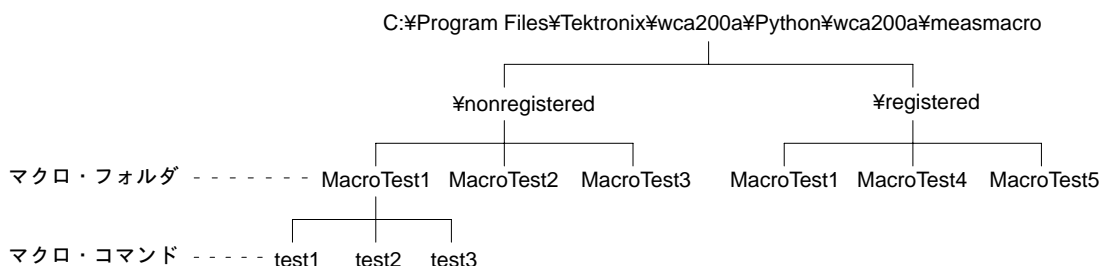 C:¥Program Files¥Tektronix¥wca200a¥Python¥wca200a¥measmacro
¥nonregistered ¥registered
マクロ・フォルダ - - - - - - - MacroTest1 MacroTest2 MacroTest3 MacroTest1 MacroTest4 MacroTest5
マクロ・コマンド - - - - - test1 test2 test3